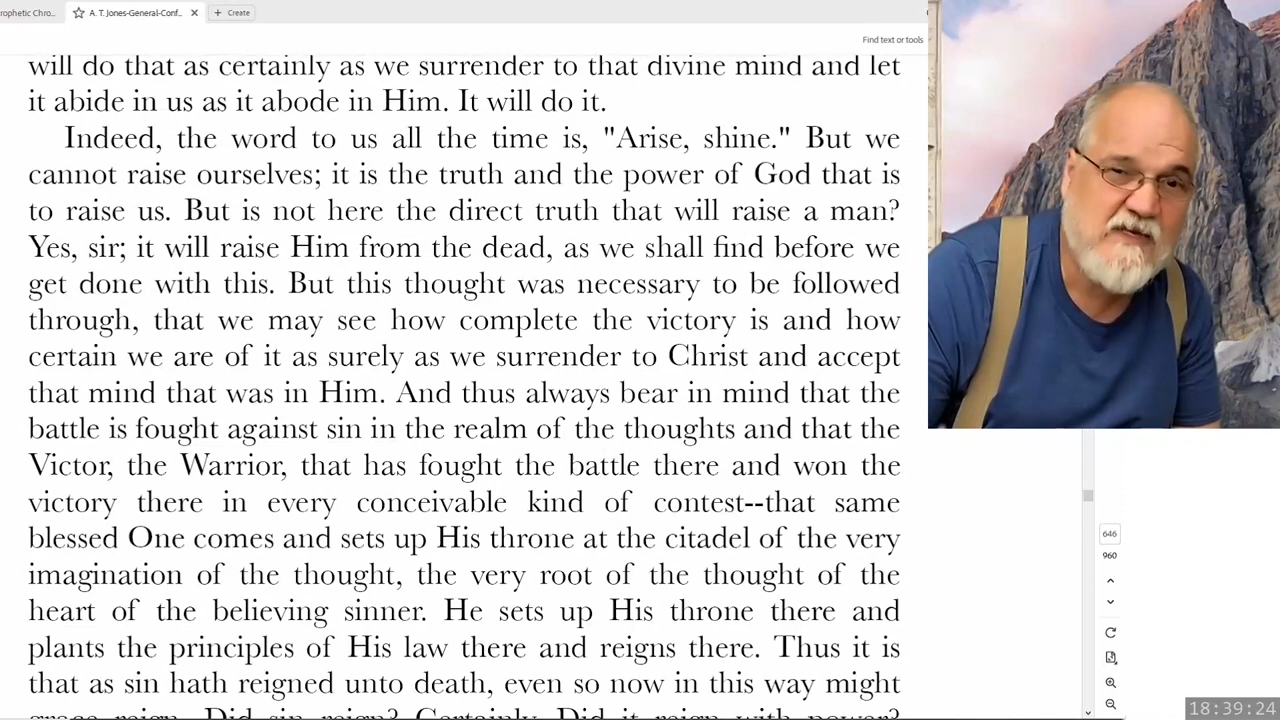 rophetic Chro...
A. T. Jones-General-Conf...
Create
Find text or tools
will do that as certainly as we surrender to that divine mind and let
it abide in us as it abode in Him. It will do it.
Indeed, the word to us all the time is, "Arise, shine." But we
cannot raise ourselves; it is the truth and the power of God that is
to raise us. But is not here the direct truth that will raise a man?
Yes, sir; it will raise Him from the dead, as we shall find before we
get done with this. But this thought was necessary to be followed
through, that we may see how complete the victory is and how
certain we are of it as surely as we surrender to Christ and accept
that mind that was in Him. And thus always bear in mind that the
battle is fought against sin in the realm of the thoughts and that the
Victor, the Warrior, that has fought the battle there and won the
victory there in every conceivable kind of contest--that same
blessed One comes and sets up His throne at the citadel of the very
imagination of the thought, the very root of the thought of the
heart of the believing sinner. He sets up His throne there and
plants the principles of His law there and reigns there. Thus it is
that as sin hath reigned unto death, even so now in this way might
grace reign. Did sin reign? Certainly. Did it reign with power?
646
960
18:39:24